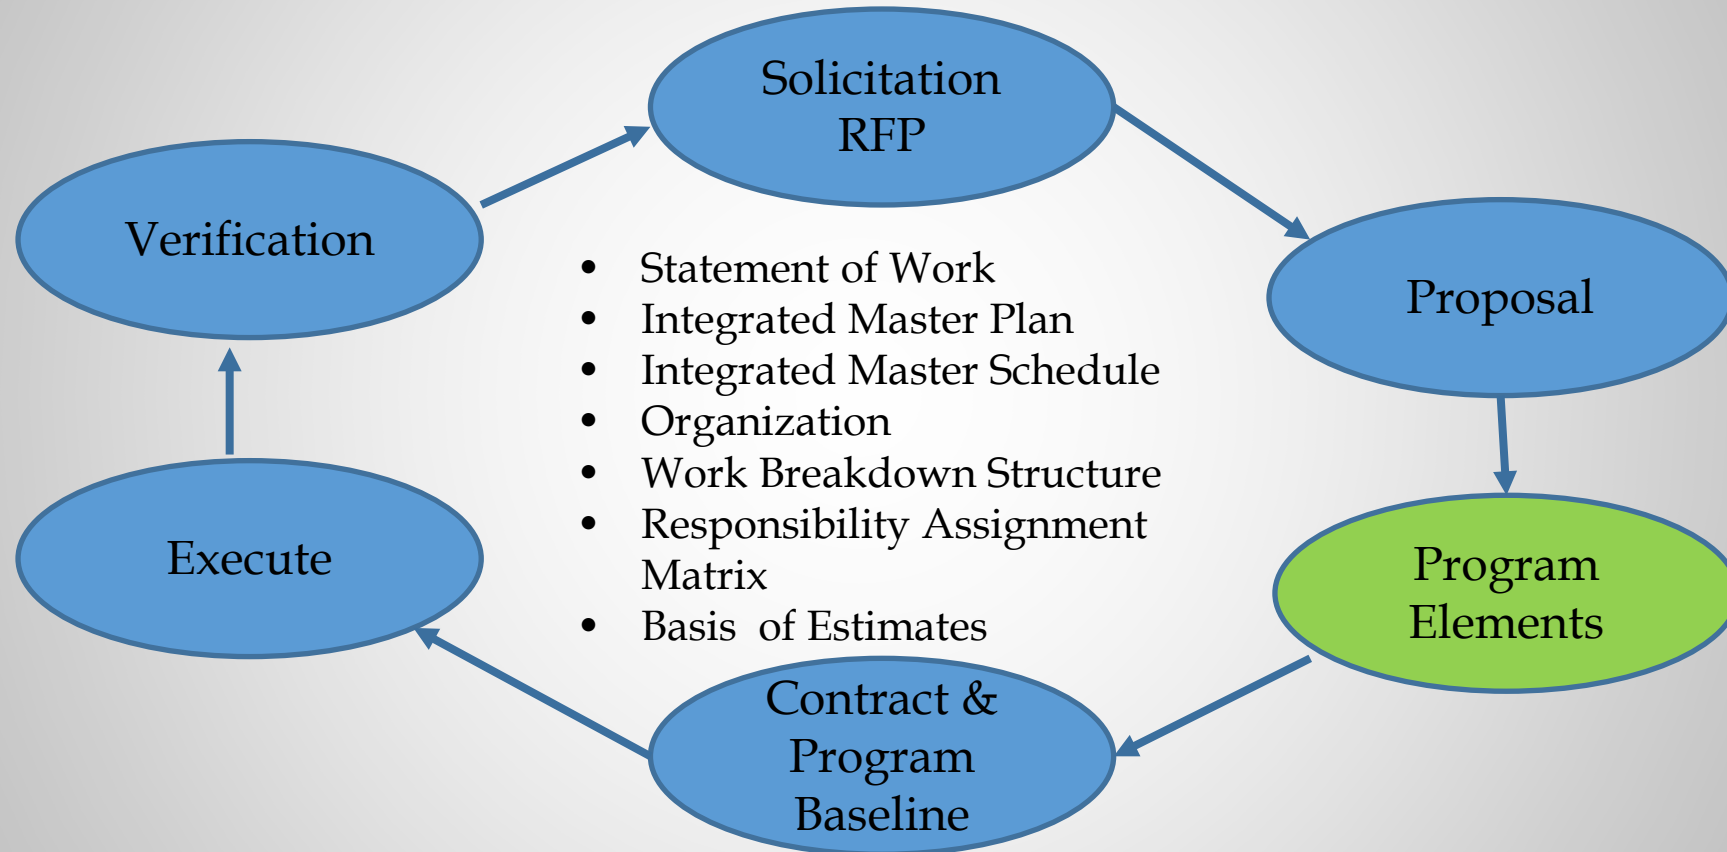 Solicitation
RFP
Verification
Proposal
• Statement of Work
• Integrated Master Plan
• Integrated Master Schedule
• Organization
• Work Breakdown Structure
• Responsibility Assignment
Matrix
• Basis  of Estimates
Execute
Program
Elements
Contract &
Program
Baseline